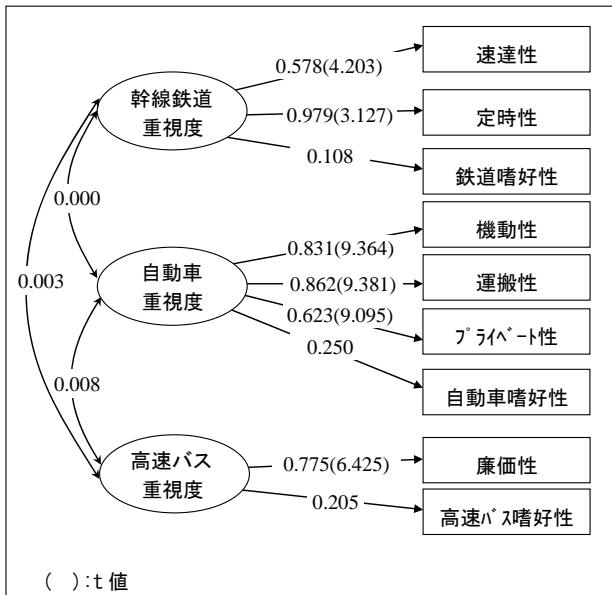 速達性
0.578(4.203)
幹線鉄道
重視度
0.979(3.127)
定時性
0.108
鉄道嗜好性
0.000
機動性
0.831(9.364)
0.003
自動車
重視度
0.862(9.381)
運搬性
0.623(9.095)
プライベート性
0.250
自動車嗜好性
0.008
高速バス
重視度
0.775(6.425)
廉価性
0.205
高速バス嗜好性
( ):t値